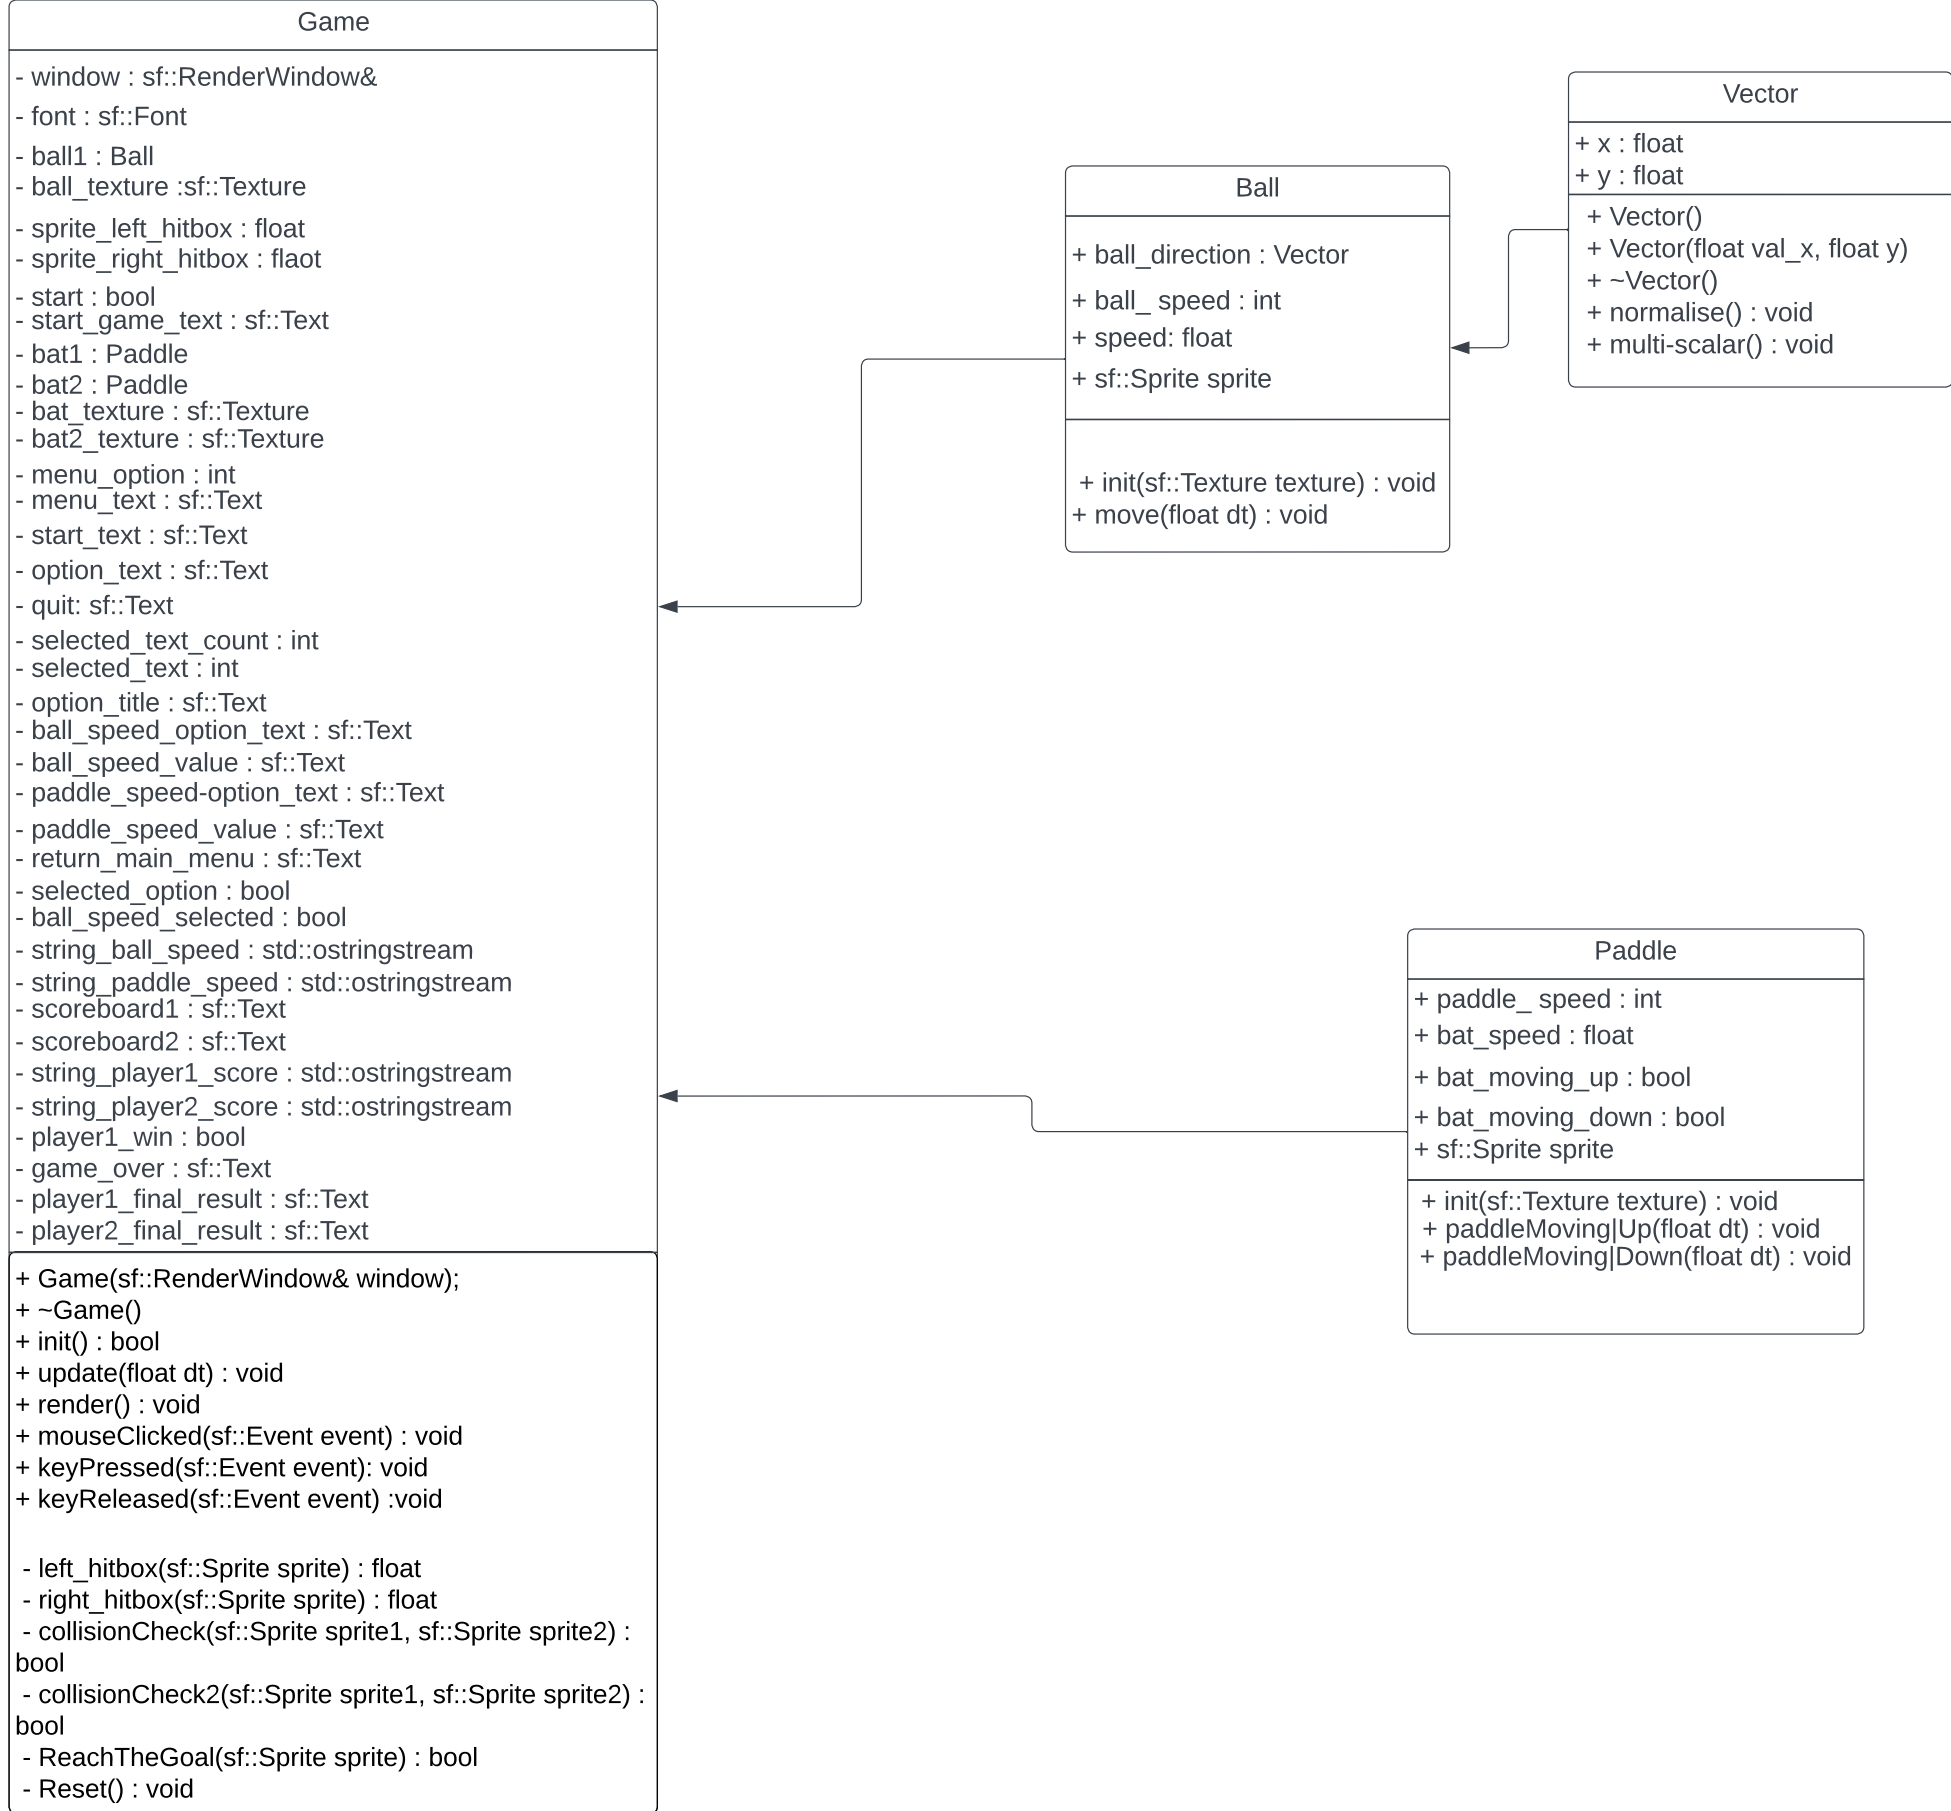 Game
- window : sf::RenderWindow&
- font : sf::Font
- ball1 : Ball
- ball_texture :sf::Texture
- sprite_left_hitbox : float
- sprite_right_hitbox : flaot
- start : bool
- start_game_text : sf::Text
- bat1 : Paddle
- bat2 : Paddle
- bat_texture : sf::Texture
- bat2_texture : sf::Texture
- menu_option : int
- menu_text : sf::Text
- start_text : sf::Text
- option_text : sf::Text
- quit: sf::Text
- selected_text_count : int
- selected_text : int
- option_title : sf::Text
- ball_speed_option_text : sf::Text
- ball_speed_value : sf::Text
- paddle_speed-option_text : sf::Text
- paddle_speed_value : sf::Text
- return_main_menu : sf::Text
- selected_option : bool
- ball_speed_selected : bool
- string_ball_speed : std::ostringstream
- string_paddle_speed : std::ostringstream
- scoreboard1 : sf::Text
- scoreboard2 : sf::Text
- string_player1_score : std::ostringstream
- string_player2_score : std::ostringstream
- player1_win : bool
- game_over : sf::Text
- player1_final_result : sf::Text
- player2_final_result : sf::Text
+ Game(sf::RenderWindow& window);
+ ~Game()
+ init() : bool
+ update(float dt) : void
+ render() : void
+ mouseClicked(sf::Event event) : void
+ keyPressed(sf::Event event): void
+ keyReleased(sf::Event event) :void
- left_hitbox(sf::Sprite sprite) : float
- right_hitbox(sf::Sprite sprite) : float
- collisionCheck(sf::Sprite sprite1, sf::Sprite sprite2) :
bool
- collisionCheck2(sf::Sprite sprite1, sf::Sprite sprite2) :
bool
- ReachTheGoal(sf::Sprite sprite) : bool
- Reset() : void
Ball
+ ball_direction : Vector
+ ball_ speed : int
+ speed: float
+ sf::Sprite sprite
+ init(sf::Texture texture) : void
+ move(float dt) : void
Vector
+ x : float
+ y : float
+ Vector()
+ Vector(float val_x, float y)
+ ~Vector()
+ normalise() : void
+ multi-scalar() : void
Paddle
+ paddle_ speed : int
+ bat_speed : float
+ bat_moving_up : bool
+ bat_moving_down : bool
+ sf::Sprite sprite
+ init(sf::Texture texture) : void
+ paddleMoving|Up(float dt) : void
+ paddleMoving|Down(float dt) : void